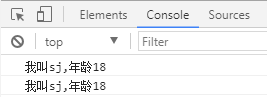 Elements Console Sources
top Filter
我叫sj,年龄18
我叫sj,年龄18